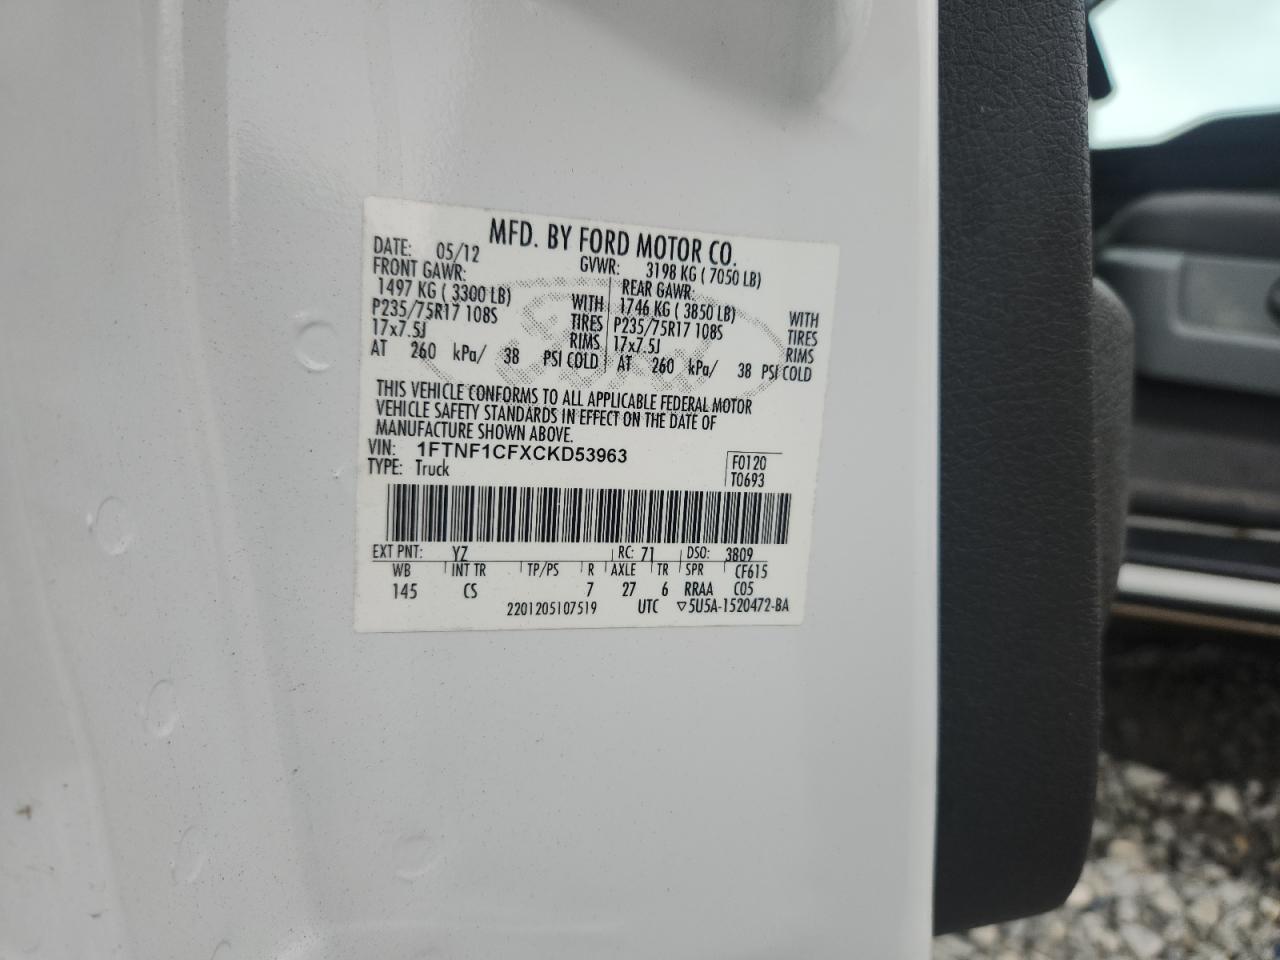 MFD. BY FORD MOTOR CO.
DATE: 05/12 GVWR: 3198 KG ( 7050 LB)
FRONT GAWR: REAR GAWR:
1497 KG ( 3300 LB) WITH 1746 KG ( 3850 LB) WITH
P235/75R17 108S TIRES P235/75R17 108S TIRES
17x7.5J RIMS 17x7.5J RIMS
AT 260 kPa/ 38 PSI COLD AT 260 kPa/ 38 PSI COLD
THIS VEHICLE CONFORMS TO ALL APPLICABLE FEDERAL MOTOR
VEHICLE SAFETY STANDARDS IN EFFECT ON THE DATE OF
MANUFACTURE SHOWN ABOVE.
VIN: 1FTNF1CFXCKD53963 F0120
TYPE: Truck T0693
EXT PNT: YZ RC: 71 DSO: 3809
WB INT TR TP/PS R AXLE TR SPR CF615
145 CS 7 27 6 RRAA C05
2201205107519 UTC ▽5U5A-1520472-BA